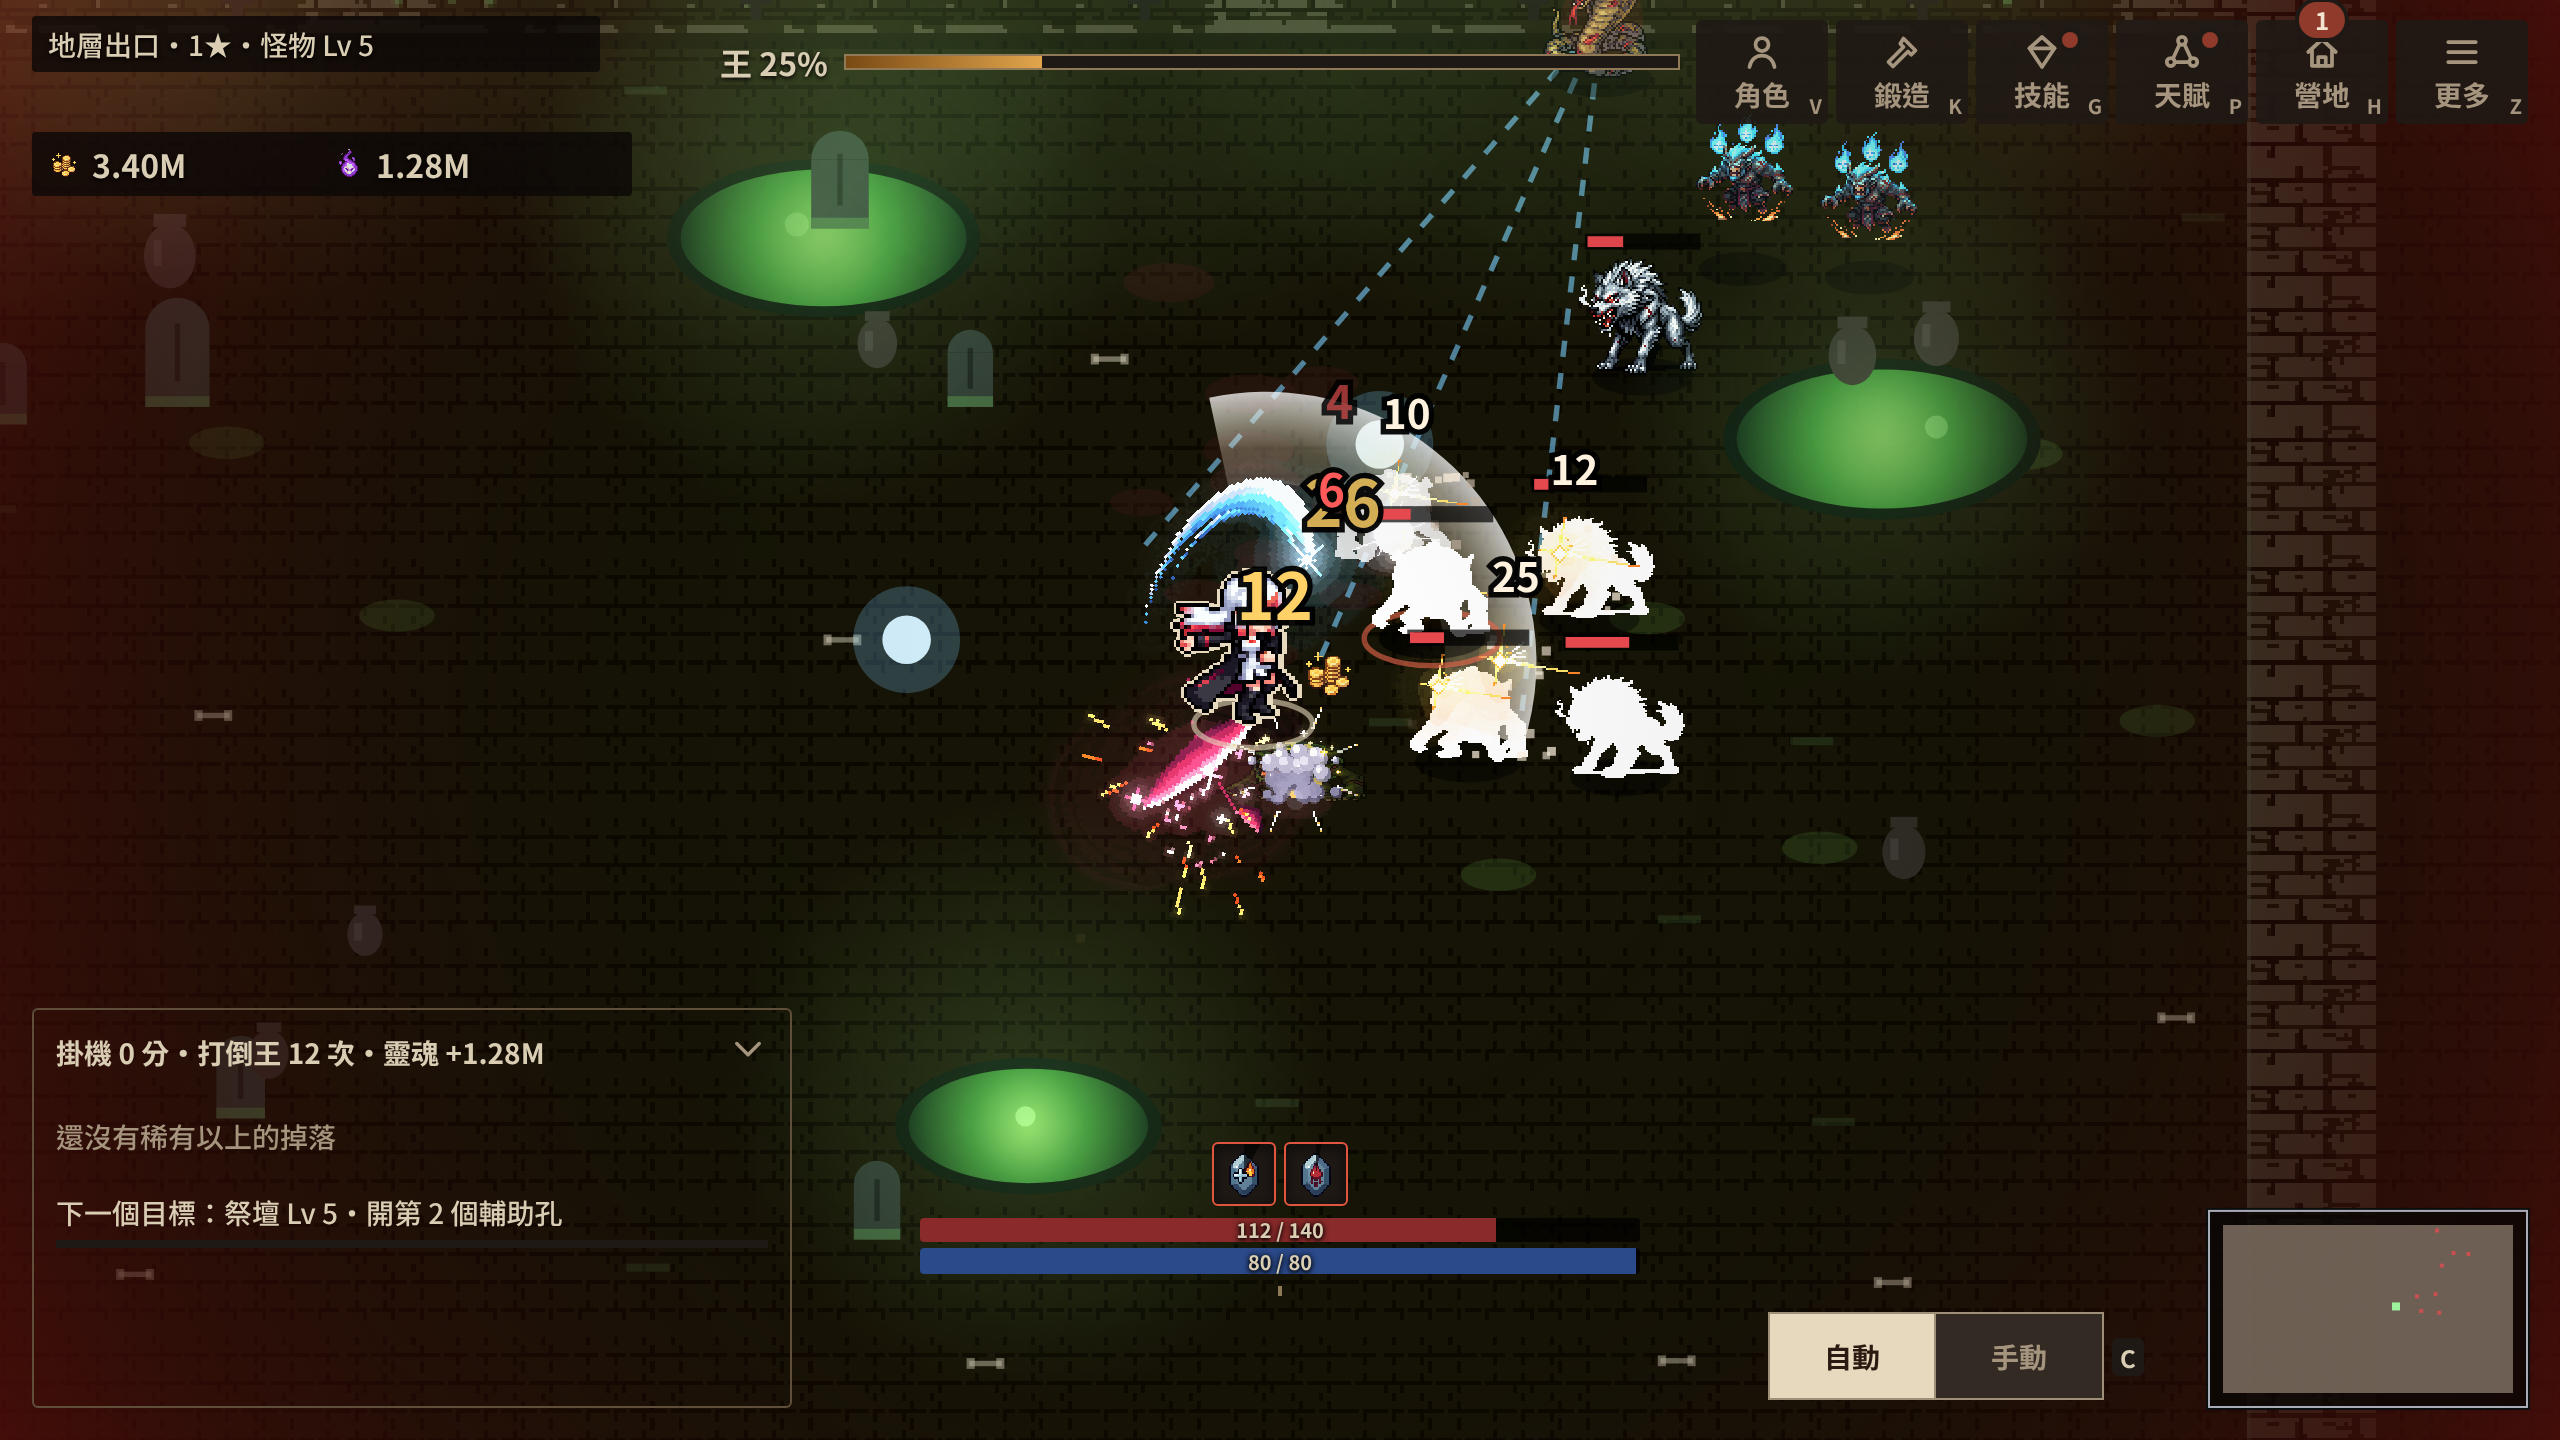 地層出口・1★・怪物 Lv 5
王 25%
1
角色 V
鍛造 K
技能 G
天賦 P
營地 H
更多 Z
3.40M
1.28M
4
10
12
6
26
25
12
掛機 0 分・打倒王 12 次・靈魂 +1.28M
還沒有稀有以上的掉落
下一個目標：祭壇 Lv 5・開第 2 個輔助孔
112 / 140
80 / 80
自動
手動
C